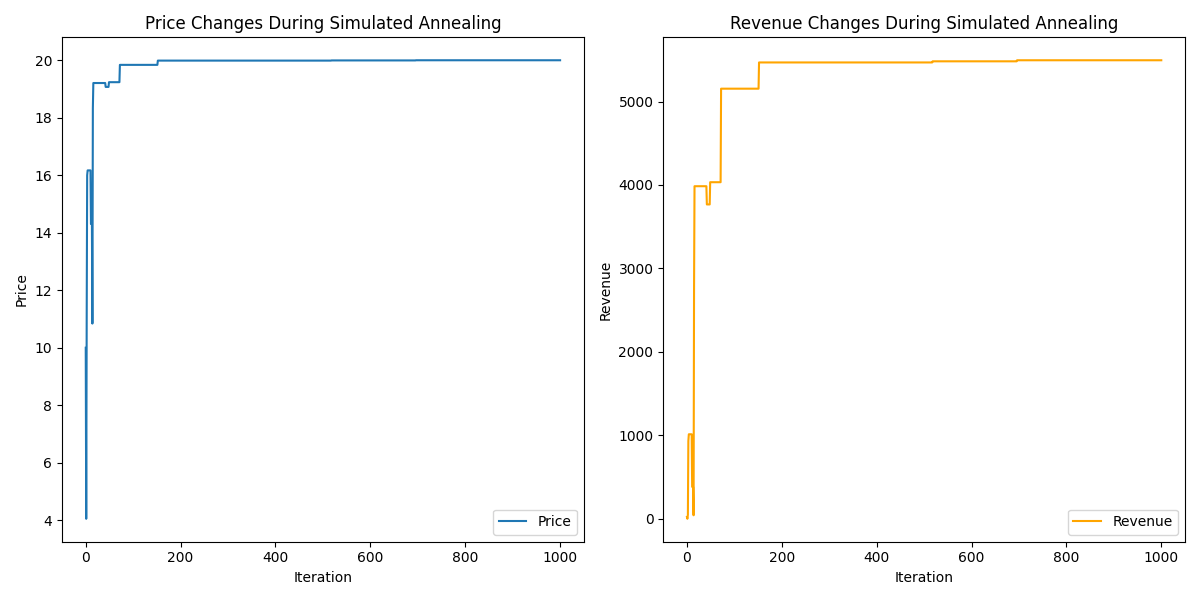 Price Changes During Simulated Annealing
Price
20
18
16
14
12
10
8
6
4
0 200 400 600 800 1000
Iteration
Price
Revenue Changes During Simulated Annealing
Revenue
5000
4000
3000
2000
1000
0
0 200 400 600 800 1000
Iteration
Revenue